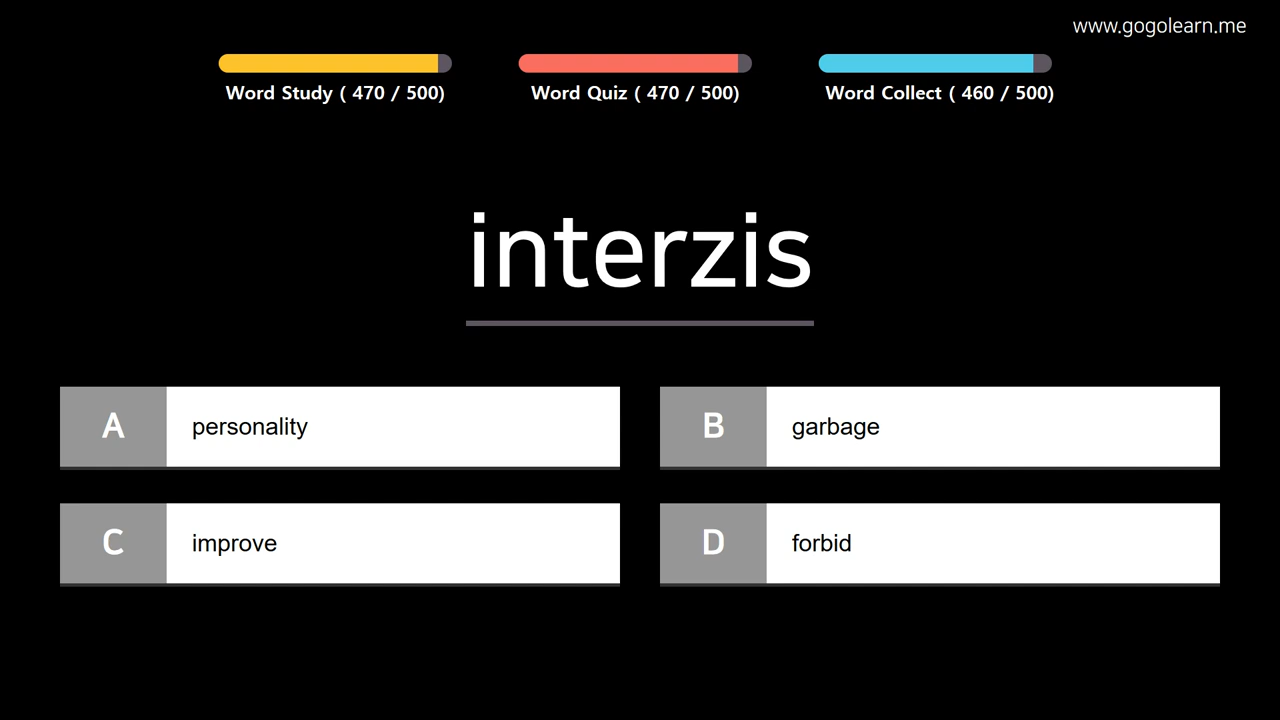 www.gogolearn.me
Word Study ( 470 / 500)
Word Quiz ( 470 / 500)
Word Collect ( 460 / 500)
interzis
A personality
B garbage
C improve
D forbid